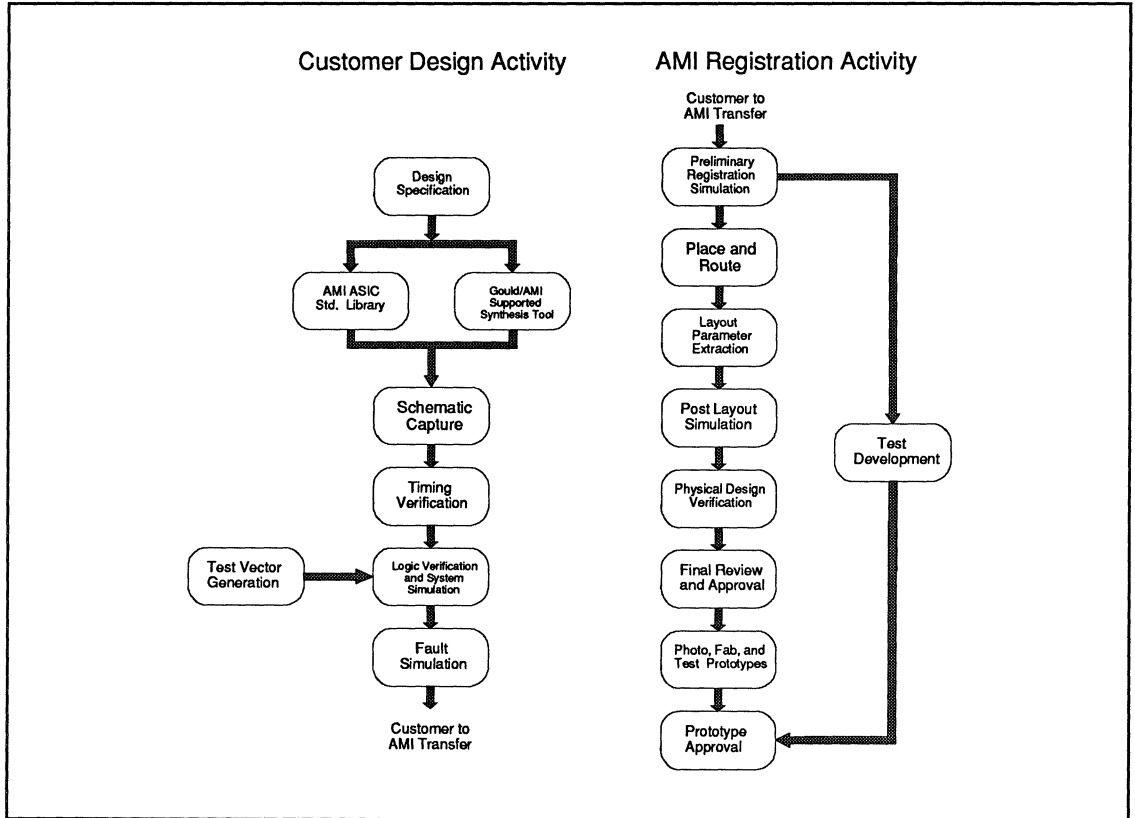 Customer Design Activity
Design
Specification
AMI ASIC
Std. Library
Gould/AMI
Supported
Synthesis Tool
Schematic
Capture
Timing
Verification
Test Vector
Generation
Logic Verification
and System
Simulation
Fault
Simulation
Customer to
AMI Transfer
AMI Registration Activity
Customer to
AMI Transfer
Preliminary
Registration
Simulation
Place and
Route
Layout
Parameter
Extraction
Post Layout
Simulation
Test
Development
Physical Design
Verification
Final Review
and Approval
Photo, Fab, and
Test Prototypes
Prototype
Approval